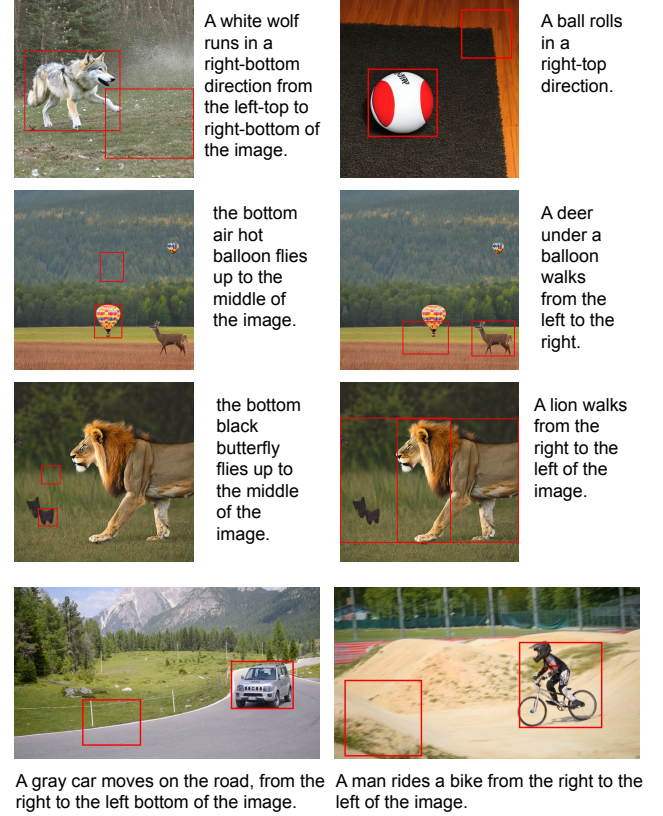 A white wolf
runs in a
right-bottom
direction from
the left-top to
right-bottom of
the image.
A ball rolls
in a
right-top
direction.
the bottom
air hot
balloon flies
up to the
middle of
the image.
A deer
under a
balloon
walks
from the
left to the
right.
the bottom
black
butterfly
flies up to
the middle
of the
image.
A lion walks
from the
right to the
left of the
image.
A gray car moves on the road, from the
right to the left bottom of the image.
A man rides a bike from the right to the
left of the image.